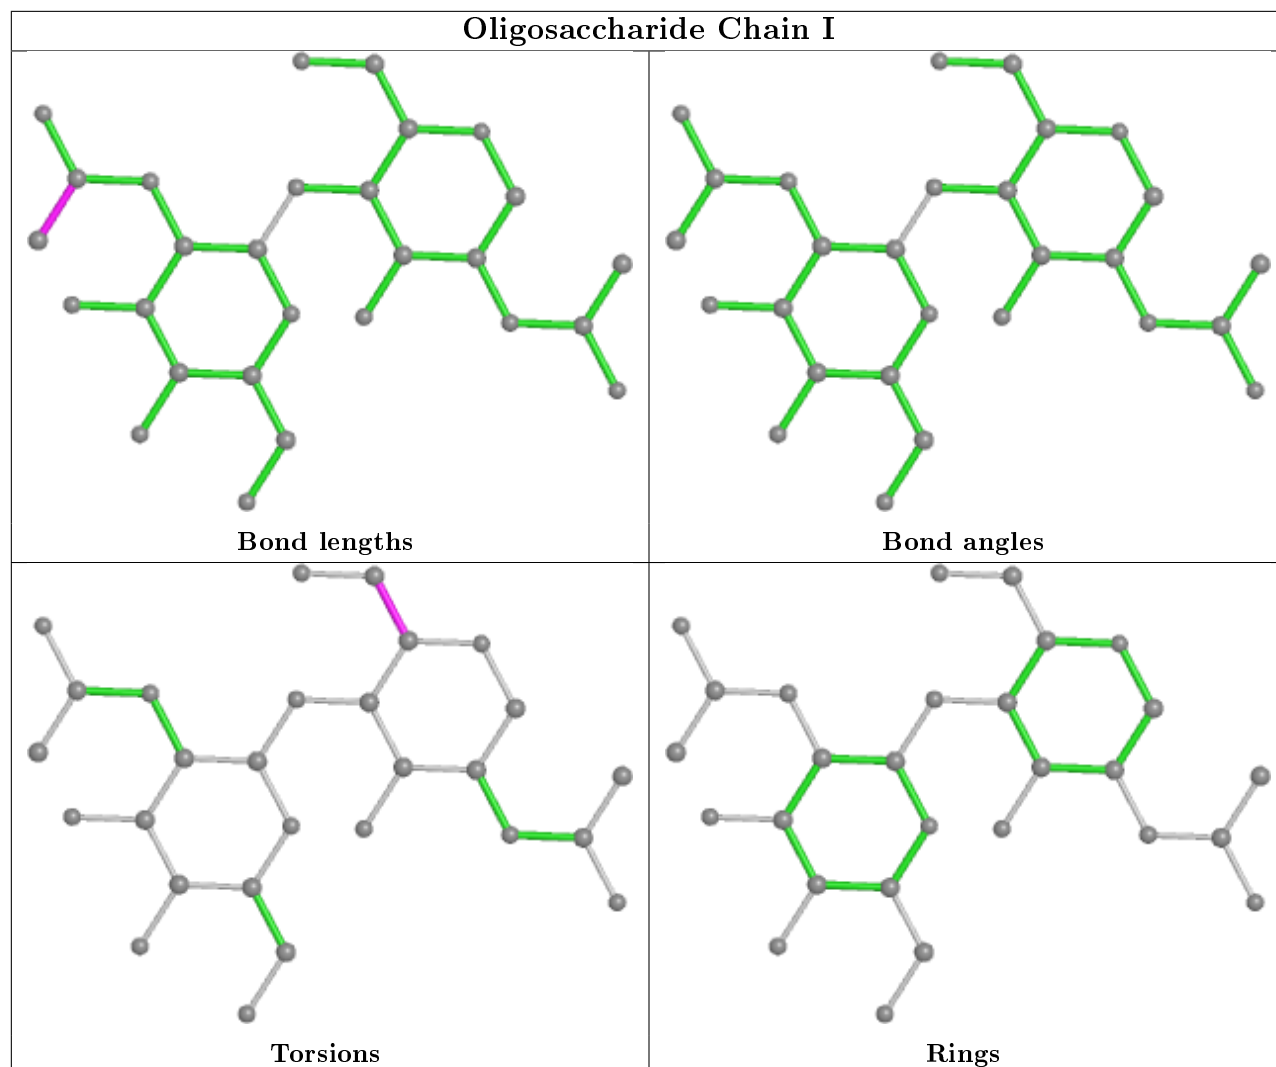 Oligosaccharide Chain I
Bond lengths
Bond angles
Torsions
Rings